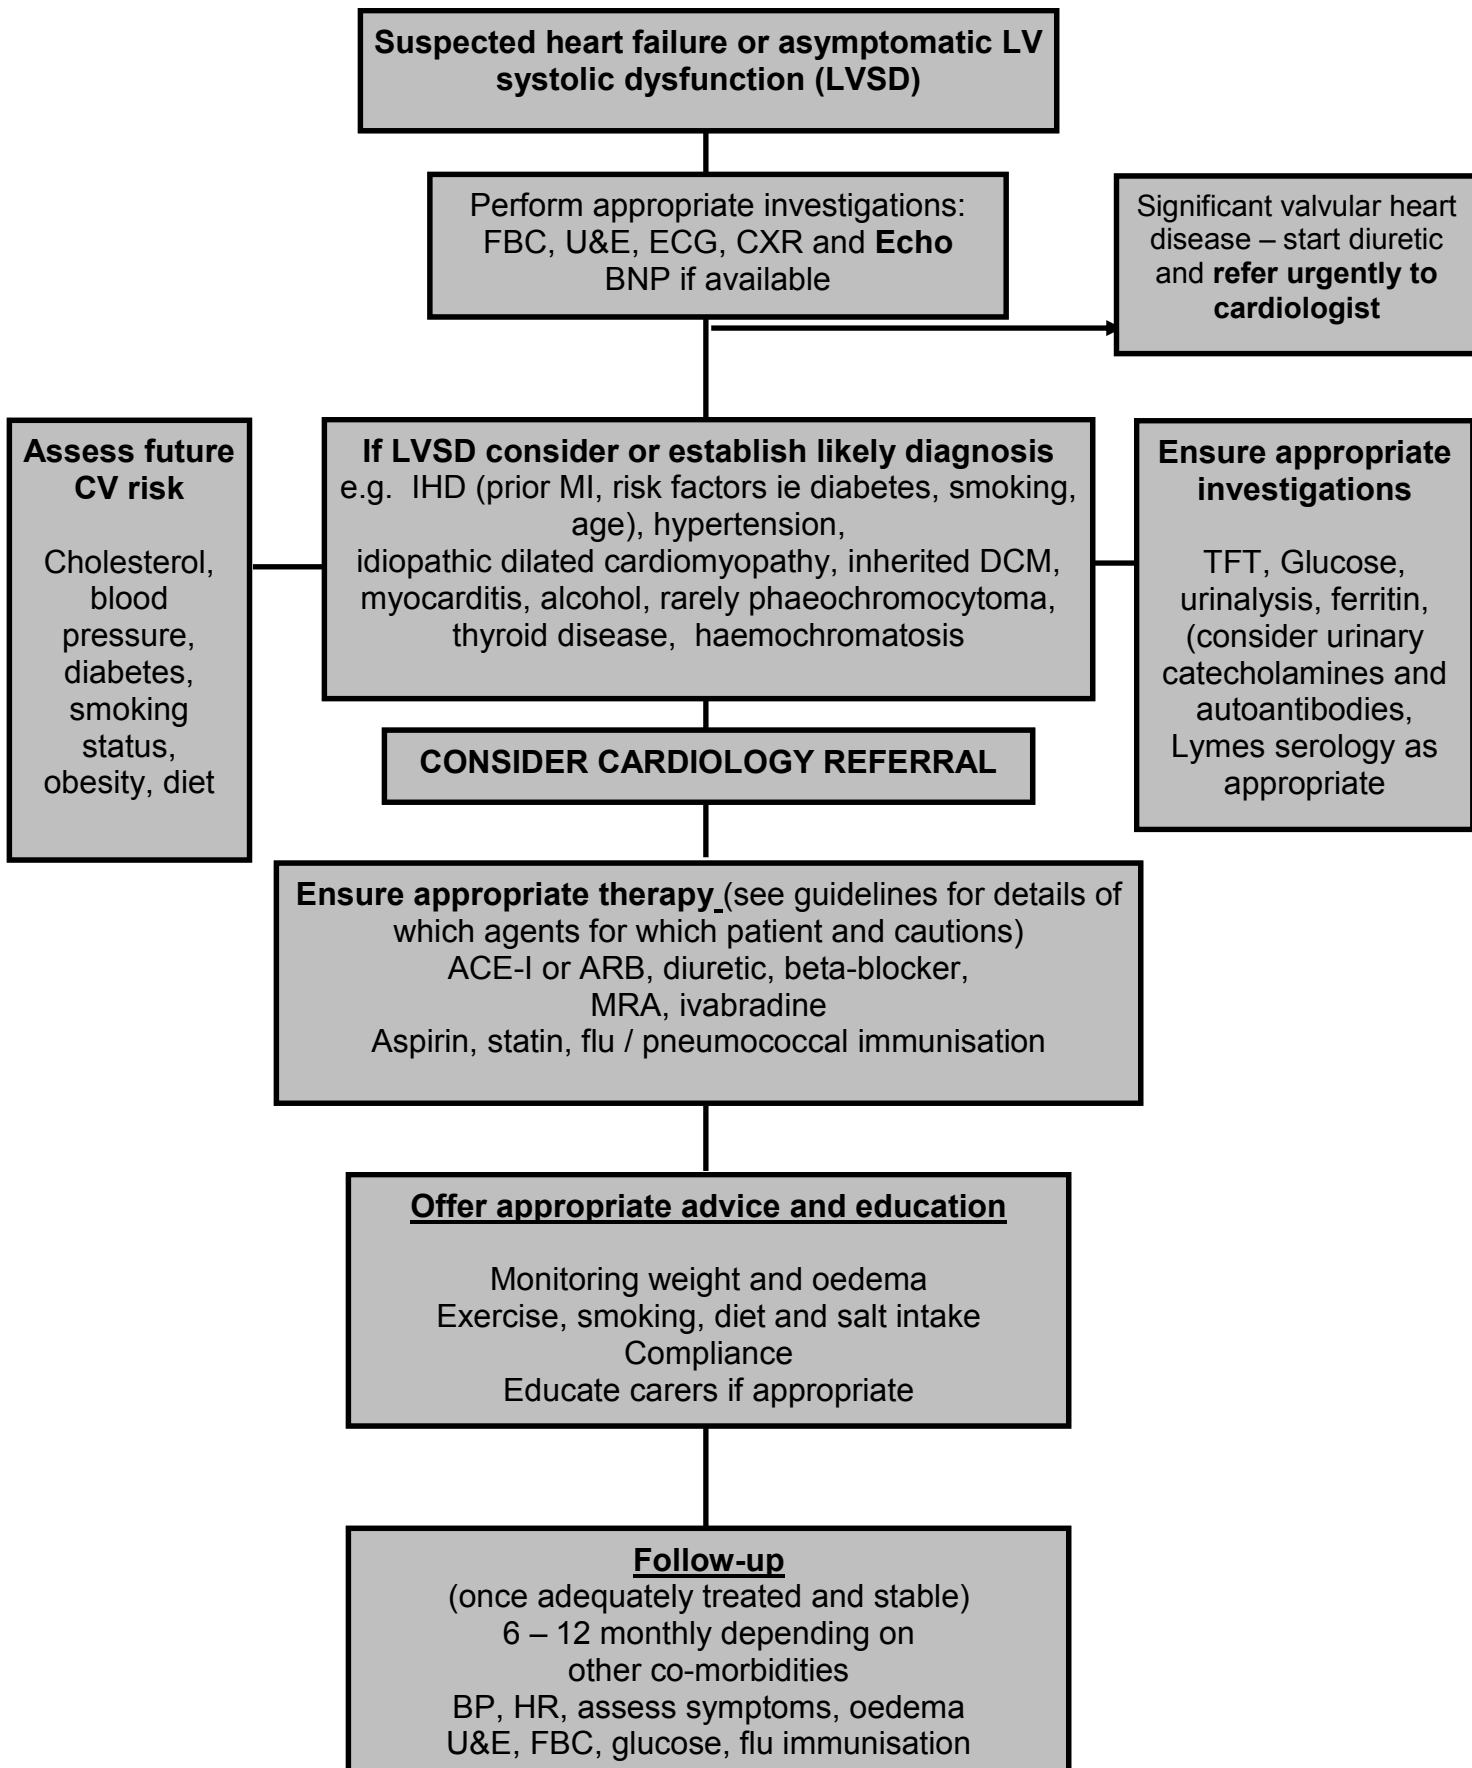 Suspected heart failure or asymptomatic LV
systolic dysfunction (LVSD)
Perform appropriate investigations:
FBC, U&E, ECG, CXR and Echo
BNP if available
Significant valvular heart
disease – start diuretic
and refer urgently to
cardiologist
Assess future
CV risk
Cholesterol,
blood
pressure,
diabetes,
smoking
status,
obesity, diet
If LVSD consider or establish likely diagnosis
e.g. IHD (prior MI, risk factors ie diabetes, smoking,
age), hypertension,
idiopathic dilated cardiomyopathy, inherited DCM,
myocarditis, alcohol, rarely phaeochromocytoma,
thyroid disease, haemochromatosis
Ensure appropriate
investigations
TFT, Glucose,
urinalysis, ferritin,
(consider urinary
catecholamines and
autoantibodies,
Lymes serology as
appropriate
CONSIDER CARDIOLOGY REFERRAL
Ensure appropriate therapy (see guidelines for details of
which agents for which patient and cautions)
ACE-I or ARB, diuretic, beta-blocker,
MRA, ivabradine
Aspirin, statin, flu / pneumococcal immunisation
Offer appropriate advice and education
Monitoring weight and oedema
Exercise, smoking, diet and salt intake
Compliance
Educate carers if appropriate
Follow-up
(once adequately treated and stable)
6 – 12 monthly depending on
other co-morbidities
BP, HR, assess symptoms, oedema
U&E, FBC, glucose, flu immunisation